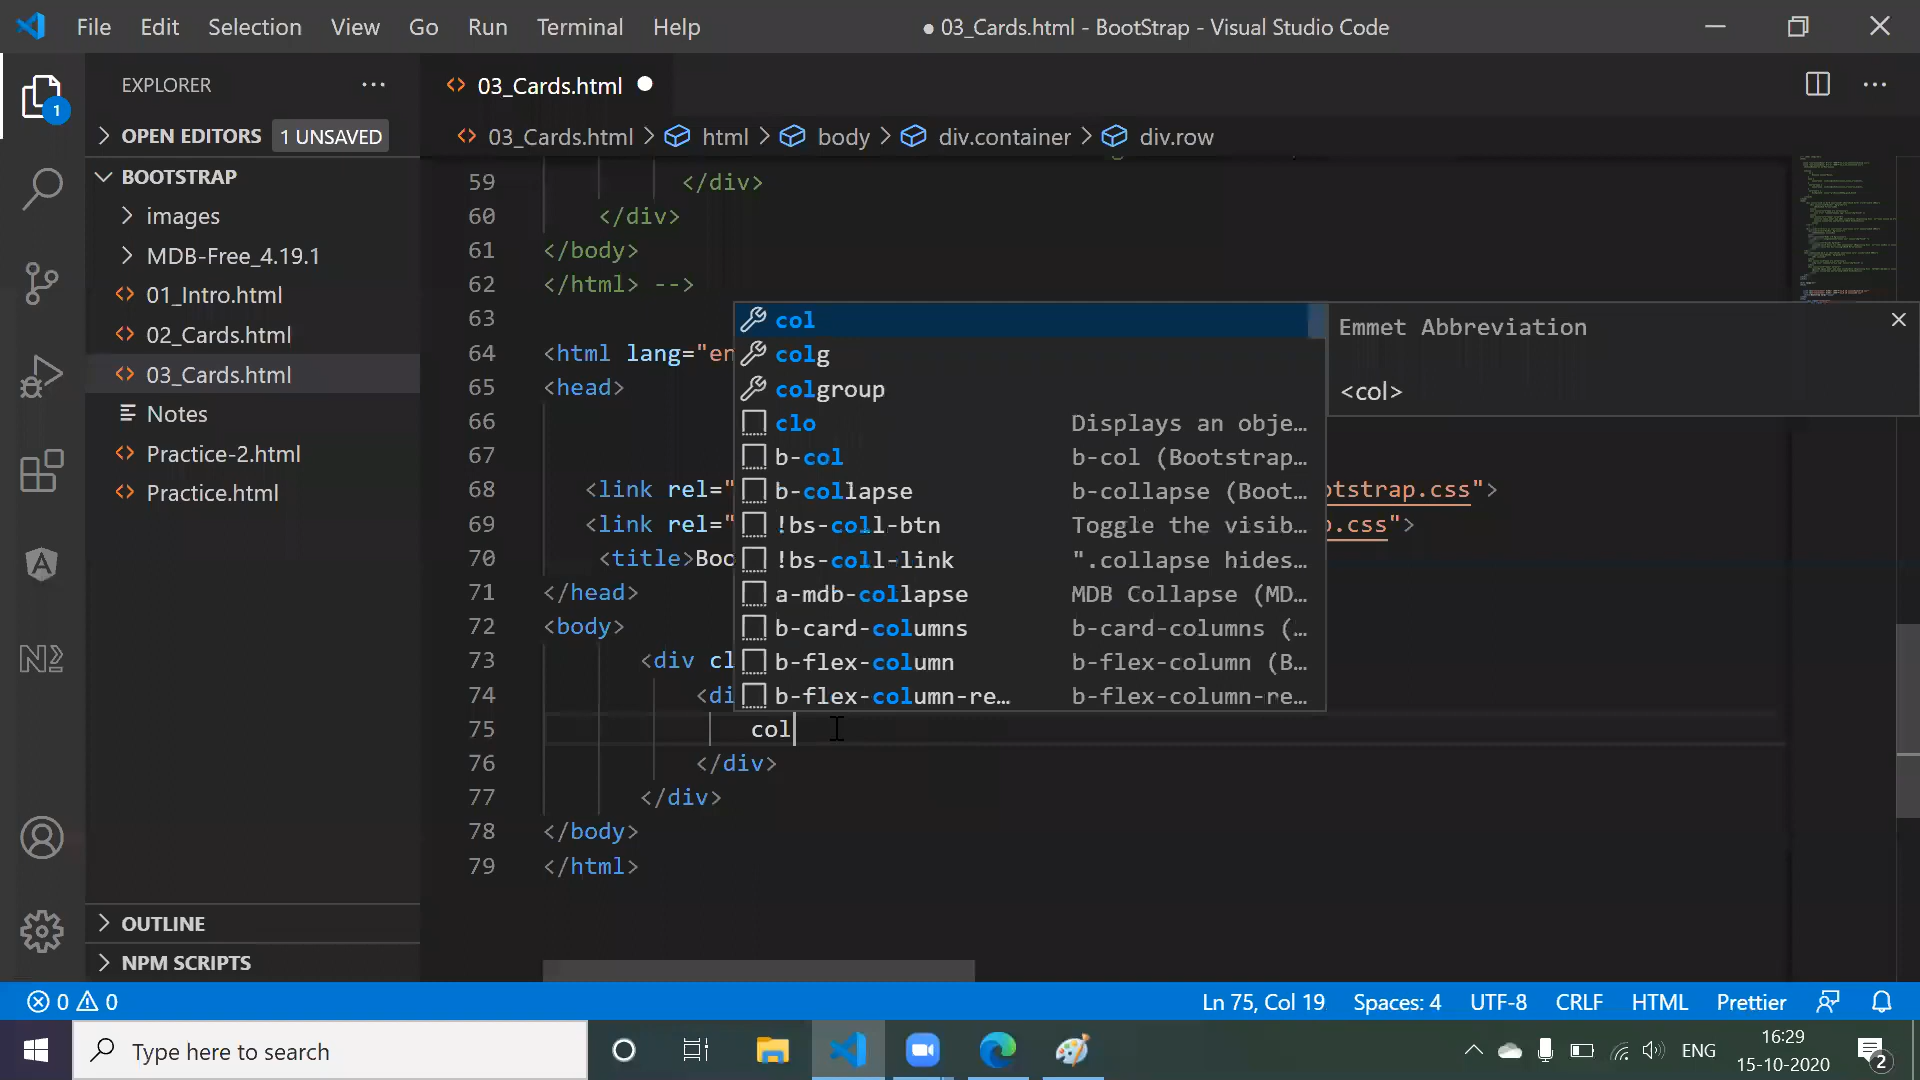 File Edit Selection View Go Run Terminal Help ● 03_Cards.html - BootStrap - Visual Studio Code
EXPLORER ···
03_Cards.html
1
OPEN EDITORS 1 UNSAVED
03_Cards.html > html > body > div.container > div.row
BOOTSTRAP
images
MDB-Free_4.19.1
01_Intro.html
02_Cards.html
03_Cards.html
Notes
Practice-2.html
Practice.html
OUTLINE
NPM SCRIPTS
59 </div>
60 </div>
61 </body>
62 </html> -->
63
64 <html lang="en
65 <head>
66
67
68 <link rel=" otstrap.css">
69 <link rel=" p.css">
70 <title>Boo
71 </head>
72 <body>
73 <div cl
74 <di
75 col
76 </div>
77 </div>
78 </body>
79 </html>
col
colg
colgroup
clo Displays an obje…
b-col b-col (Bootstrap…
b-collapse b-collapse (Boot…
!bs-coll-btn Toggle the visib…
!bs-coll-link ".collapse hides…
a-mdb-collapse MDB Collapse (MD…
b-card-columns b-card-columns (…
b-flex-column b-flex-column (B…
b-flex-column-re… b-flex-column-re…
Emmet Abbreviation
<col>
0 0 Ln 75, Col 19 Spaces: 4 UTF-8 CRLF HTML Prettier
Type here to search
ENG
16:29
15-10-2020
2